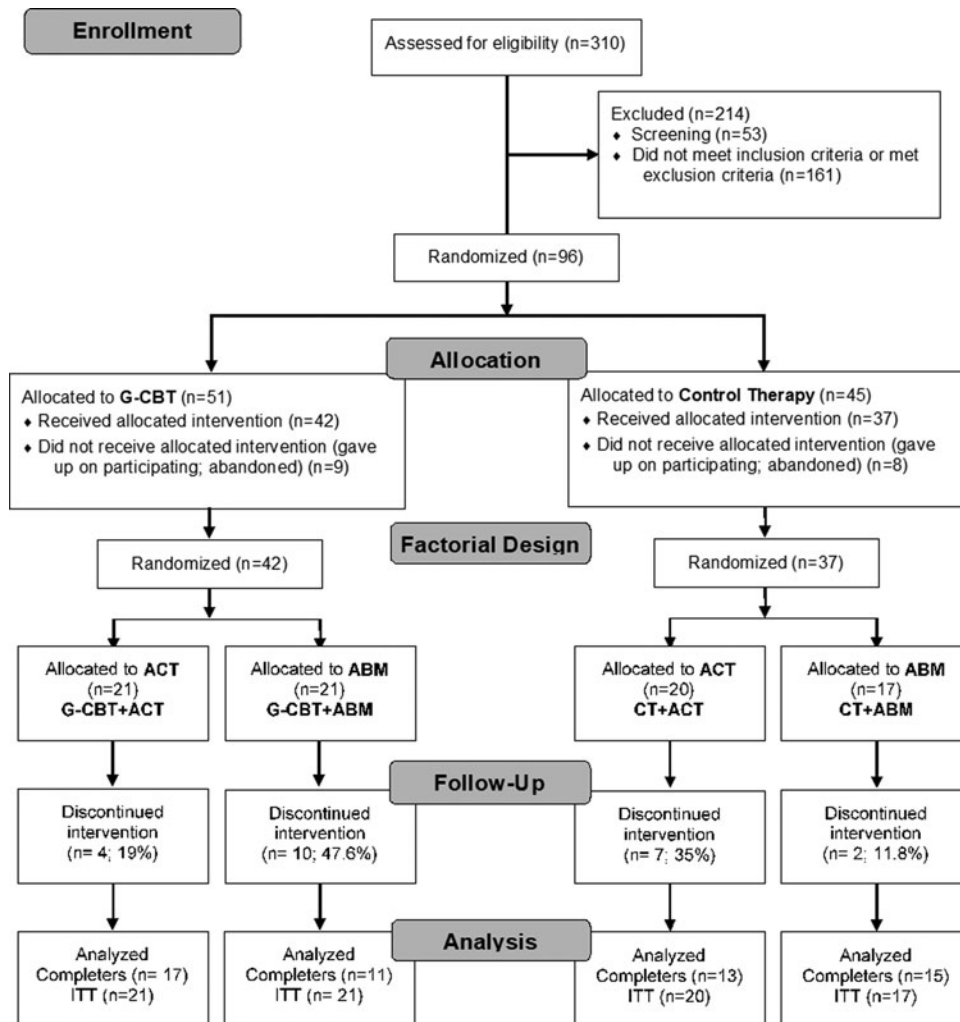 Enrollment
Assessed for eligibility (n=310)
Excluded (n=214)
♦ Screening (n=53)
♦ Did not meet inclusion criteria or met
exclusion criteria (n=161)
Randomized (n=96)
Allocation
Allocated to G-CBT (n=51)
♦ Received allocated intervention (n=42)
♦ Did not receive allocated intervention (gave
up on participating; abandoned) (n=9)
Allocated to Control Therapy (n=45)
♦ Received allocated intervention (n=37)
♦ Did not receive allocated intervention (gave
up on participating; abandoned) (n=8)
Factorial Design
Randomized (n=42)
Randomized (n=37)
Allocated to ACT
(n=21)
G-CBT+ACT
Allocated to ABM
(n=21)
G-CBT+ABM
Allocated to ACT
(n=20)
CT+ACT
Allocated to ABM
(n=17)
CT+ABM
Follow-Up
Discontinued
intervention
(n= 4; 19%)
Discontinued
intervention
(n= 10; 47.6%)
Discontinued
intervention
(n= 7; 35%)
Discontinued
intervention
(n= 2; 11.8%)
Analysis
Analyzed
Completers (n= 17)
ITT (n=21)
Analyzed
Completers (n=11)
ITT (n= 21)
Analyzed
Completers (n=13)
ITT (n=20)
Analyzed
Completers (n=15)
ITT (n=17)